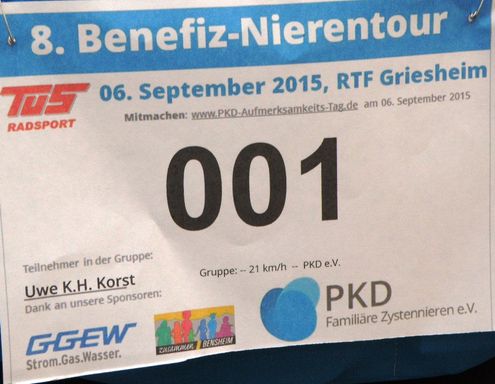 8. Benefiz-Nierentour
TuS
RADSPORT
06. September 2015, RTF Griesheim
Mitmachen: www.PKD-Aufmerksamkeits-Tag.de am 06. September 2015
001
Teilnehmer in der Gruppe:
Uwe K.H. Korst
Gruppe: -- 21 km/h -- PKD e.V.
Dank an unsere Sponsoren:
GGEW
Strom.Gas.Wasser.
zusammen BENSHEIM
PKD
Familiäre Zystennieren e.V.